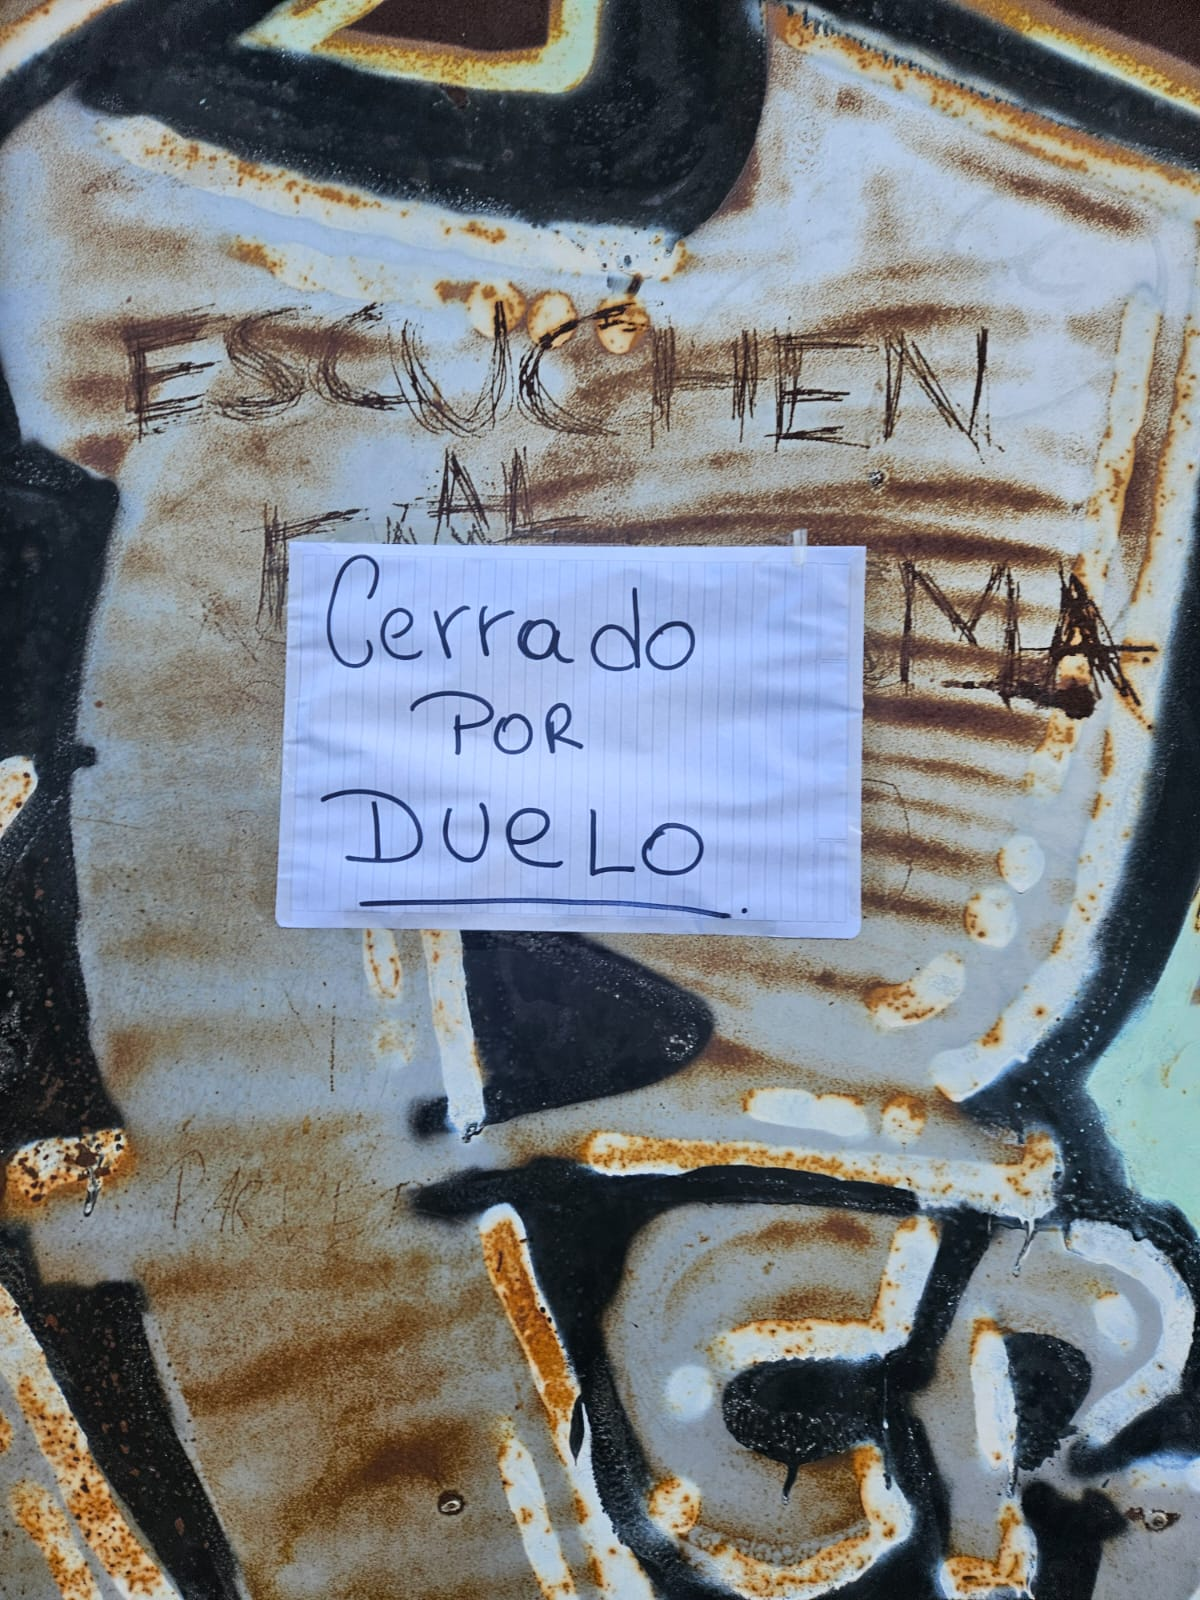 ESCUCHEN
AL
Cerrado
POR
DUeLO.